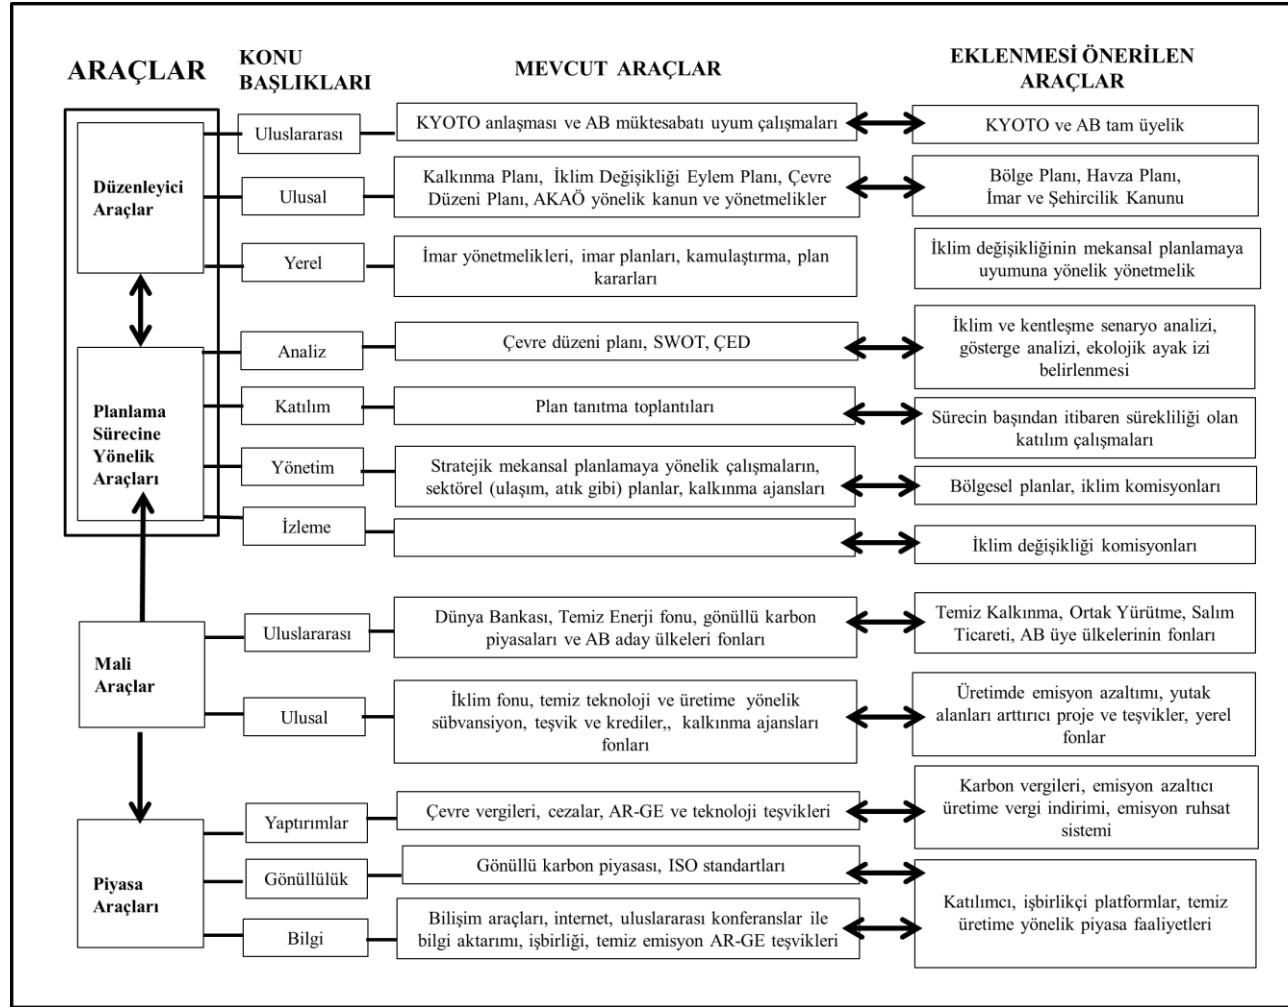 ARAÇLAR
KONU
BAŞLIKLARI
MEVCUT ARAÇLAR
EKLENMESİ ÖNERİLEN
ARAÇLAR
Düzenleyici
Araçlar
Uluslararası
KYOTO anlaşması ve AB müktesabatı uyum çalışmaları
KYOTO ve AB tam üyelik
Ulusal
Kalkınma Planı, İklim Değişikliği Eylem Planı, Çevre
Düzeni Planı, AKAÖ yönelik kanun ve yönetmelikler
Bölge Planı, Havza Planı,
İmar ve Şehircilik Kanunu
Yerel
İmar yönetmelikleri, imar planları, kamulaştırma, plan
kararları
İklim değişikliğinin mekansal planlamaya
uyumuna yönelik yönetmelik
Planlama
Sürecine
Yönelik
Araçları
Analiz
Çevre düzeni planı, SWOT, ÇED
İklim ve kentleşme senaryo analizi,
gösterge analizi, ekolojik ayak izi
belirlenmesi
Katılım
Plan tanıtma toplantıları
Sürecin başından itibaren sürekliliği olan
katılım çalışmaları
Yönetim
Stratejik mekansal planlamaya yönelik çalışmaların,
sektörel (ulaşım, atık gibi) planlar, kalkınma ajansları
Bölgesel planlar, iklim komisyonları
İzleme
İklim değişikliği komisyonları
Mali
Araçlar
Uluslararası
Dünya Bankası, Temiz Enerji fonu, gönüllü karbon
piyasaları ve AB aday ülkeleri fonları
Temiz Kalkınma, Ortak Yürütme, Salım
Ticareti, AB üye ülkelerinin fonları
Ulusal
İklim fonu, temiz teknoloji ve üretime yönelik
sübvansiyon, teşvik ve krediler,, kalkınma ajansları
fonları
Üretimde emisyon azaltımı, yutak
alanları arttırıcı proje ve teşvikler, yerel
fonlar
Piyasa
Araçları
Yaptırımlar
Çevre vergileri, cezalar, AR-GE ve teknoloji teşvikleri
Karbon vergileri, emisyon azaltıcı
üretime vergi indirimi, emisyon ruhsat
sistemi
Gönüllülük
Gönüllü karbon piyasası, ISO standartları
Katılımcı, işbirlikçi platformlar, temiz
üretime yönelik piyasa faaliyetleri
Bilgi
Bilişim araçları, internet, uluslararası konferanslar ile
bilgi aktarımı, işbirliği, temiz emisyon AR-GE teşvikleri